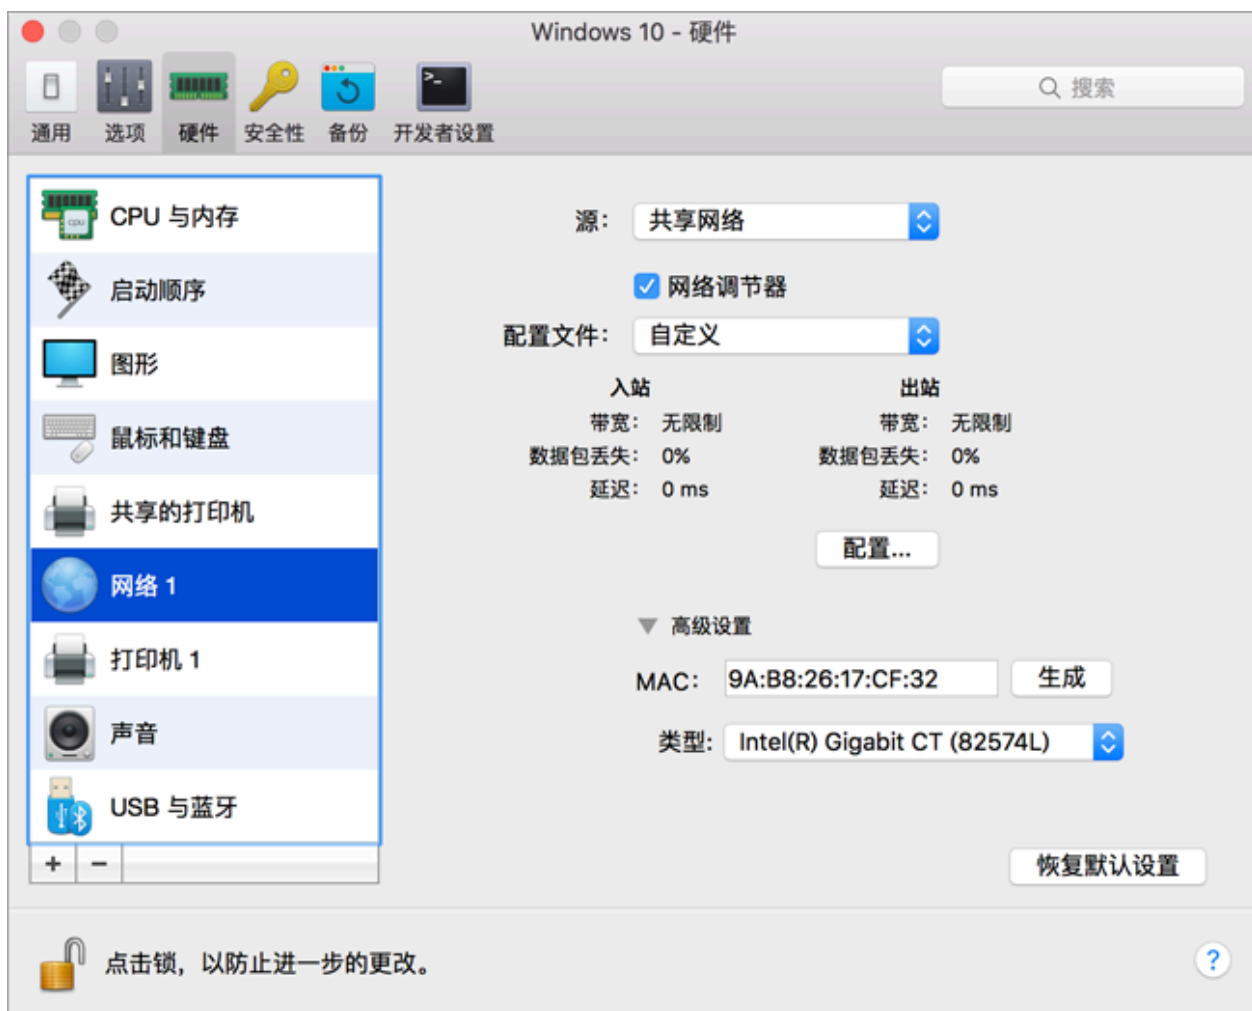 Windows 10 - 硬件
通用 选项 硬件 安全性 备份 开发者设置 搜索
CPU 与内存
启动顺序
图形
鼠标和键盘
共享的打印机
网络 1
打印机 1
声音
USB 与蓝牙
+ −
源: 共享网络
网络调节器
配置文件: 自定义
入站 出站
带宽: 无限制 带宽: 无限制
数据包丢失: 0% 数据包丢失: 0%
延迟: 0 ms 延迟: 0 ms
配置...
高级设置
MAC: 9A:B8:26:17:CF:32 生成
类型: Intel(R) Gigabit CT (82574L)
恢复默认设置
点击锁，以防止进一步的更改。 ?